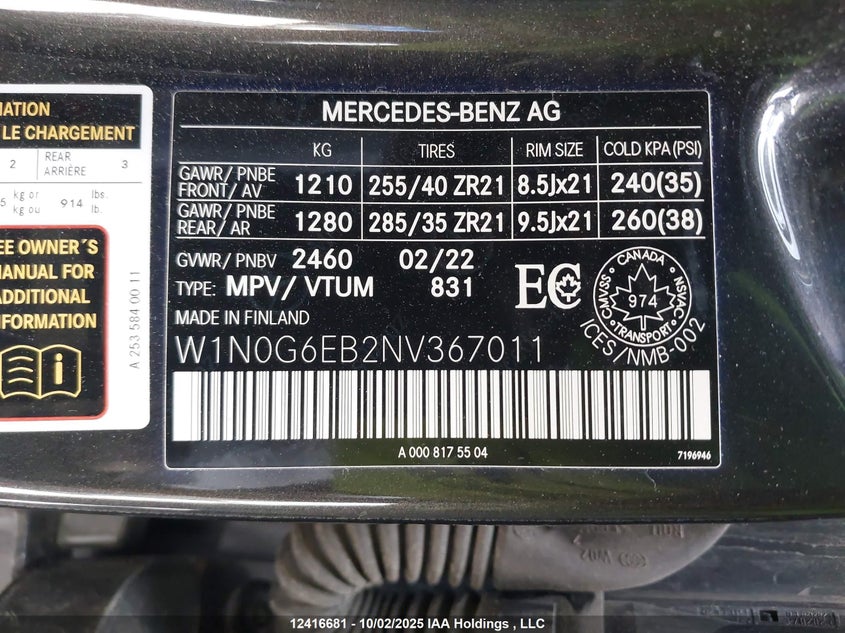 MATION
LE CHARGEMENT
2 REAR ARRIÈRE 3
5 kg or kg ou 914 lbs. lb.
EE OWNER´S
MANUAL FOR
ADDITIONAL
NFORMATION
A 253 584 00 11
MERCEDES-BENZ AG
KG TIRES RIM SIZE COLD KPA(PSI)
GAWR/PNBE FRONT/AV 1210 255/40 ZR21 8.5Jx21 240(35)
GAWR/PNBE REAR/AR 1280 285/35 ZR21 9.5Jx21 260(38)
GVWR/PNBV 2460 02/22
TYPE: MPV/VTUM 831
EC
CANADA
CMVSS NSVAC
974
TRANSPORT
ICES/NMB-002
MADE IN FINLAND
W1N0G6EB2NV367011
A 000 817 55 04
7196946
12416681 - 10/02/2025 IAA Holdings , LLC